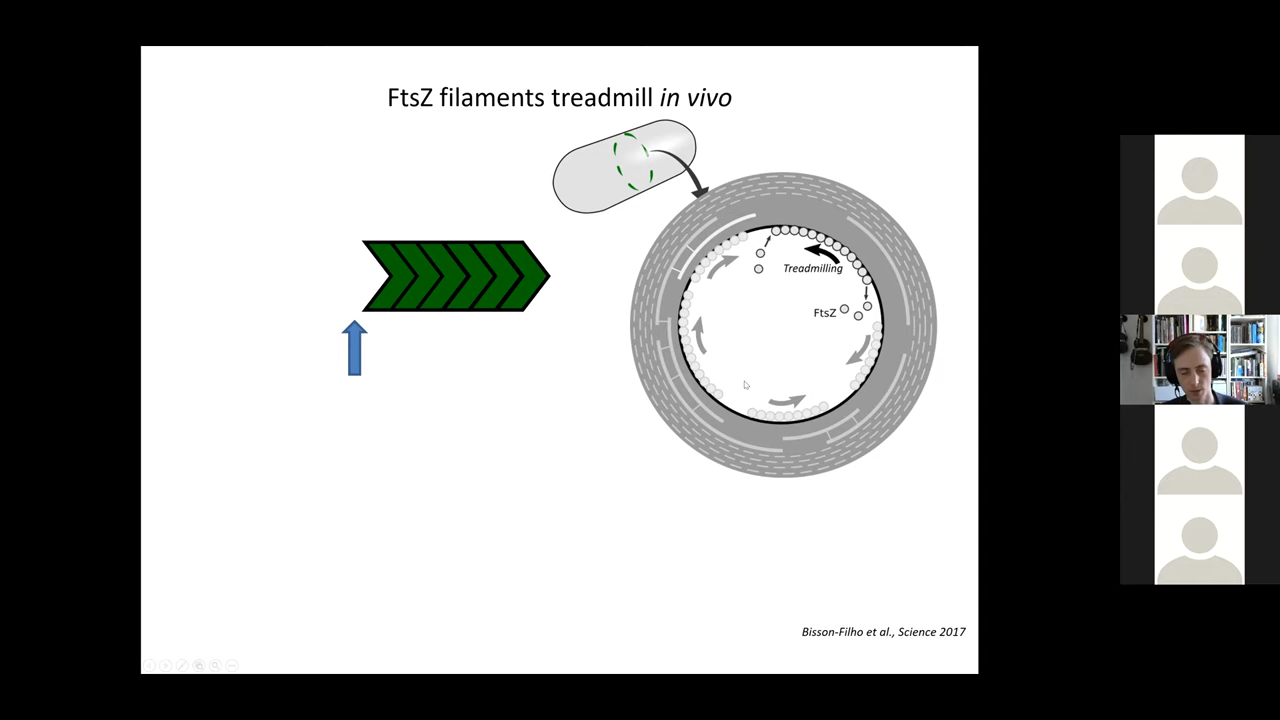 FtsZ filaments treadmill in vivo
Treadmilling
FtsZ
Bisson-Filho et al., Science 2017